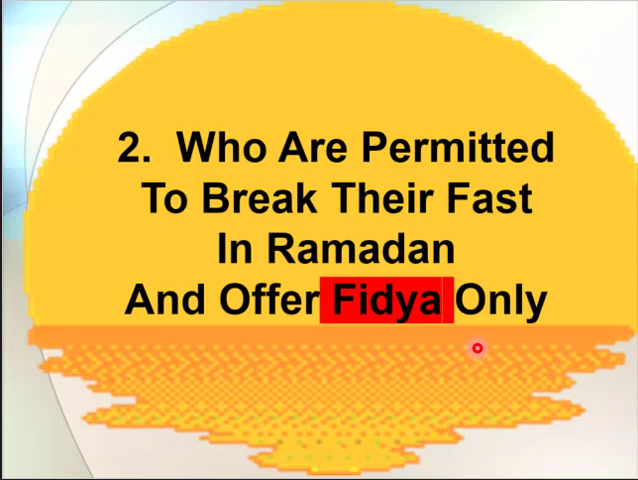 2. Who Are Permitted
To Break Their Fast
In Ramadan
And Offer Fidya Only